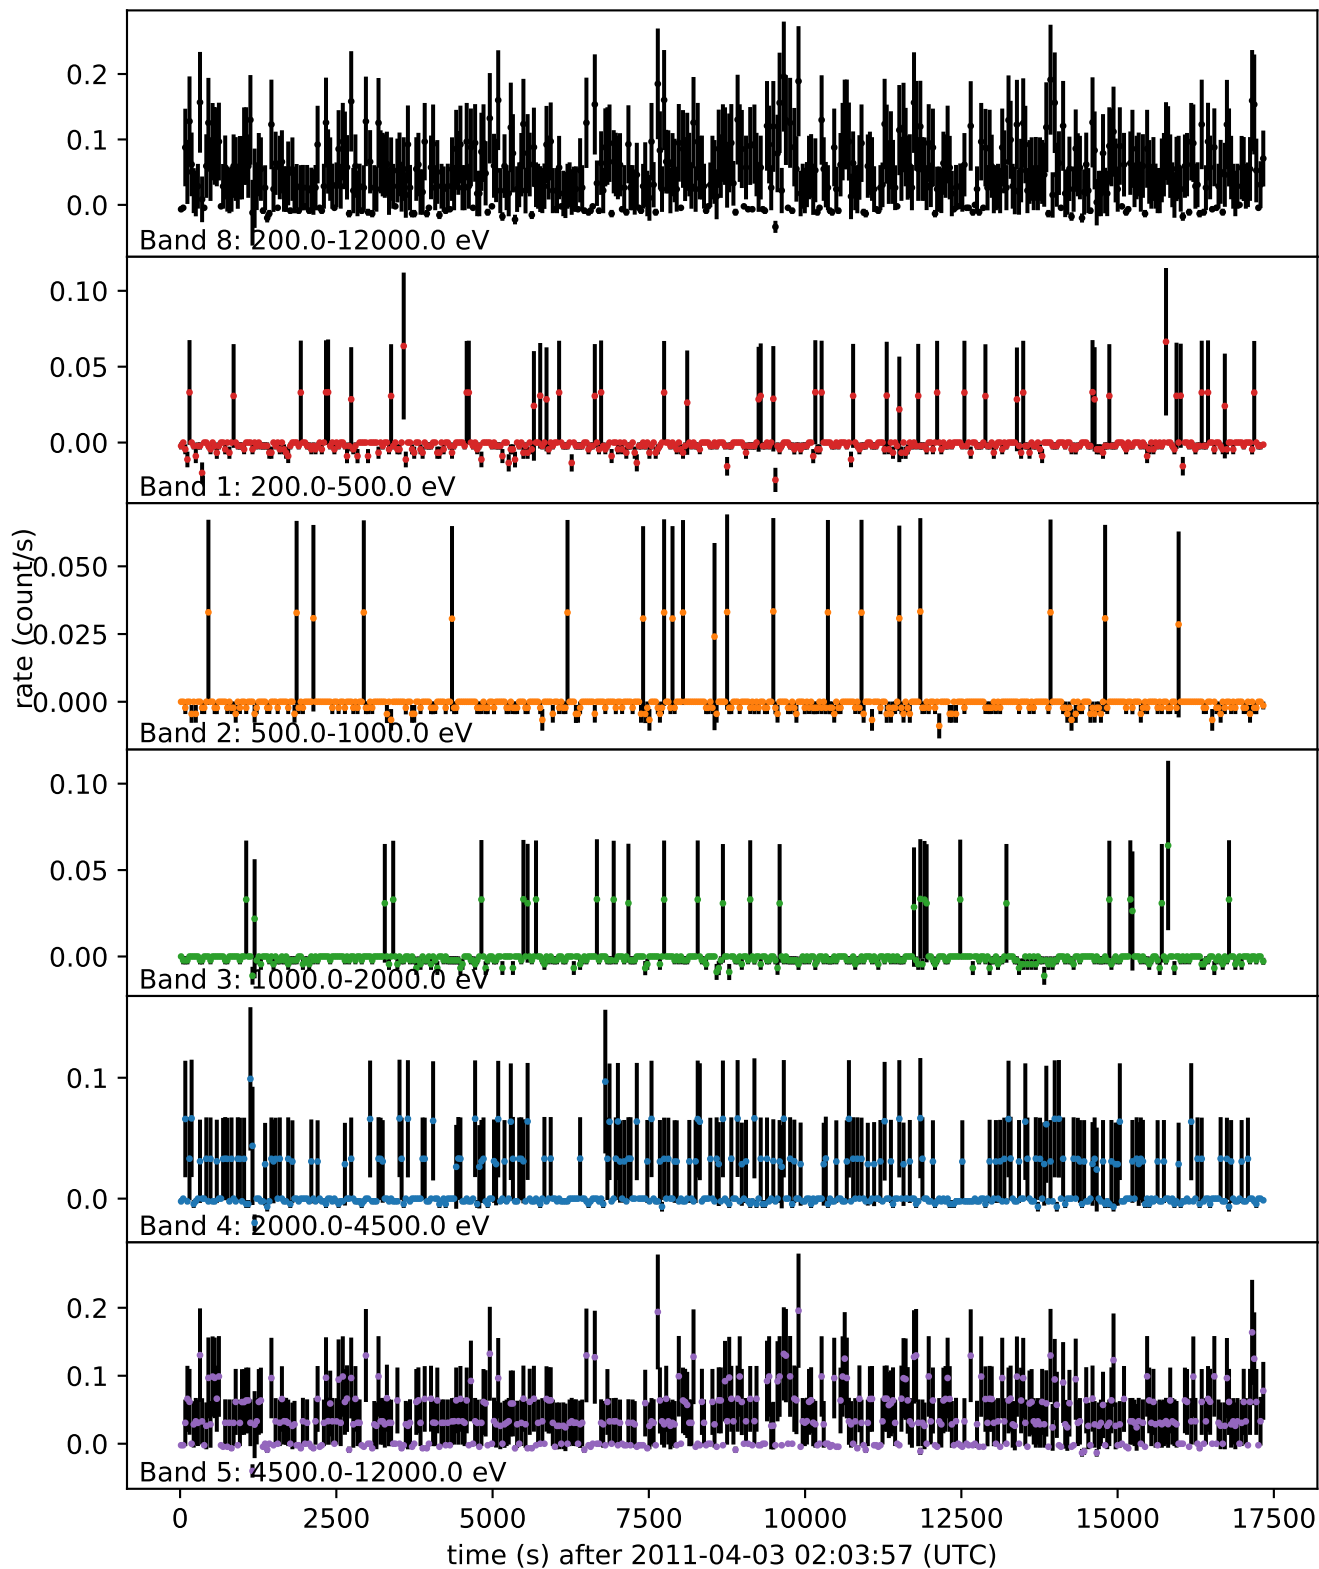 0.2
0.1
0.0
Band 8: 200.0-12000.0 eV
0.10
0.05
0.00
Band 1: 200.0-500.0 eV
rate (count/s)
0.050
0.025
0.000
Band 2: 500.0-1000.0 eV
0.10
0.05
0.00
Band 3: 1000.0-2000.0 eV
0.1
0.0
Band 4: 2000.0-4500.0 eV
0.2
0.1
0.0
Band 5: 4500.0-12000.0 eV
0 2500 5000 7500 10000 12500 15000 17500
time (s) after 2011-04-03 02:03:57 (UTC)